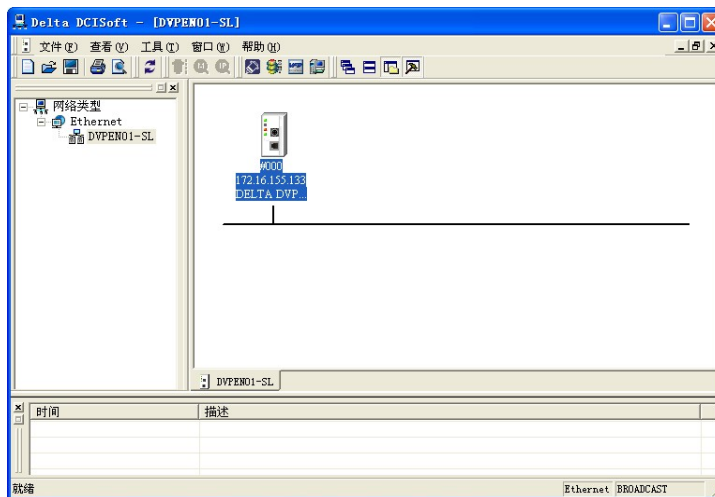 Delta DCISoft - [DVPEN01-SL]
文件(F) 查看(V) 工具(T) 窗口(W) 帮助(H)
网络类型
Ethernet
DVPEN01-SL
#000
172.16.155.133
DELTA DVP...
DVPEN01-SL
时间 描述
就绪 Ethernet BROADCAST